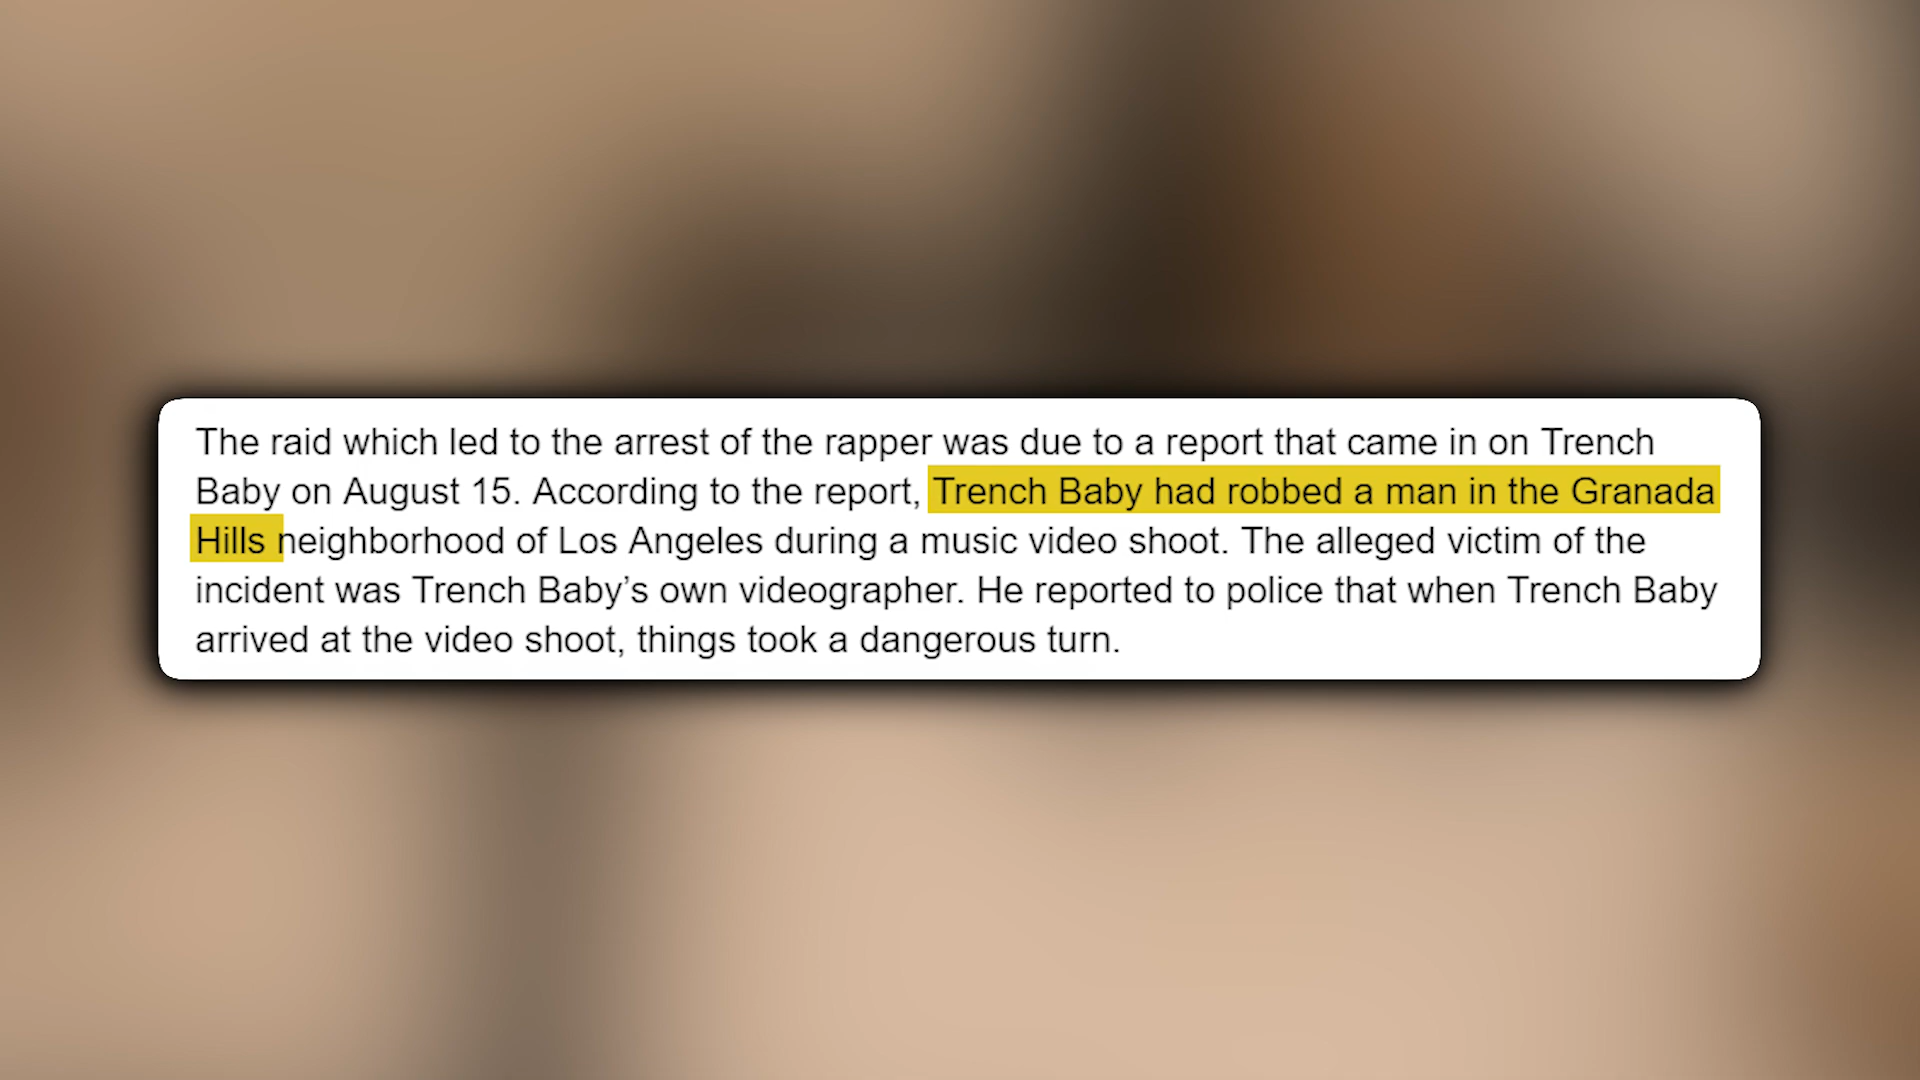 The raid which led to the arrest of the rapper was due to a report that came in on Trench
Baby on August 15. According to the report, Trench Baby had robbed a man in the Granada
Hills neighborhood of Los Angeles during a music video shoot. The alleged victim of the
incident was Trench Baby’s own videographer. He reported to police that when Trench Baby
arrived at the video shoot, things took a dangerous turn.